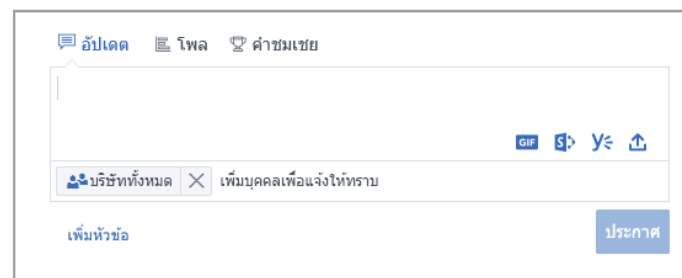 อัปเดต โพล คำชมเชย
GIF S Y
บริษัททั้งหมด เพิ่มบุคคลเพื่อแจ้งให้ทราบ
เพิ่มหัวข้อ ประกาศ